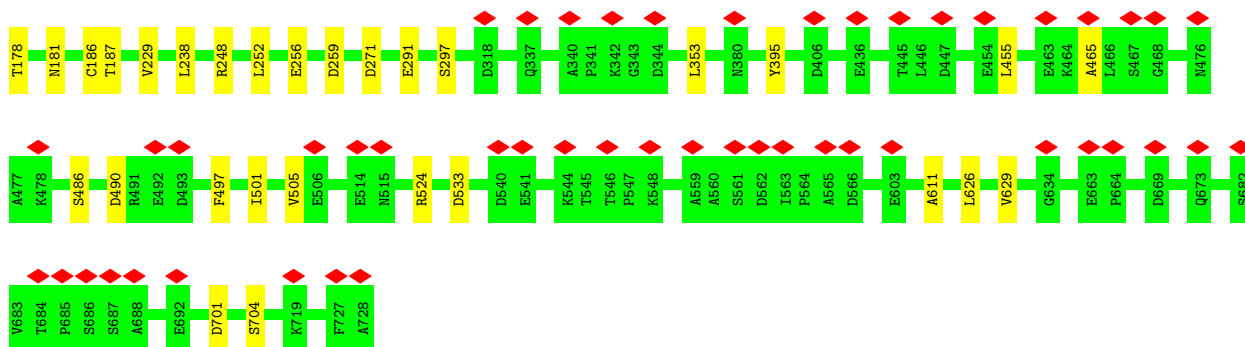 T178 N181 C186 T187 V229 L238 R248 L252 E256 D259 D271 E291 S297 D318 Q337 A340 P341 K342 G343 D344 L353 N380 Y395 D406 E436 T445 L446 D447 E454 L455 E463 K464 A465 L466 S467 G468 N476
A477 K478 S486 D490 R491 E492 D493 F497 I501 V505 E506 E514 N515 R524 D533 D540 E541 K544 T545 T546 P547 K548 A559 A560 S561 D562 I563 P564 A565 D566 E603 A611 L626 V629 G634 E663 P664 D669 Q673 S682
V683 T684 P685 S686 S687 A688 E692 D701 S704 K719 F727 A728